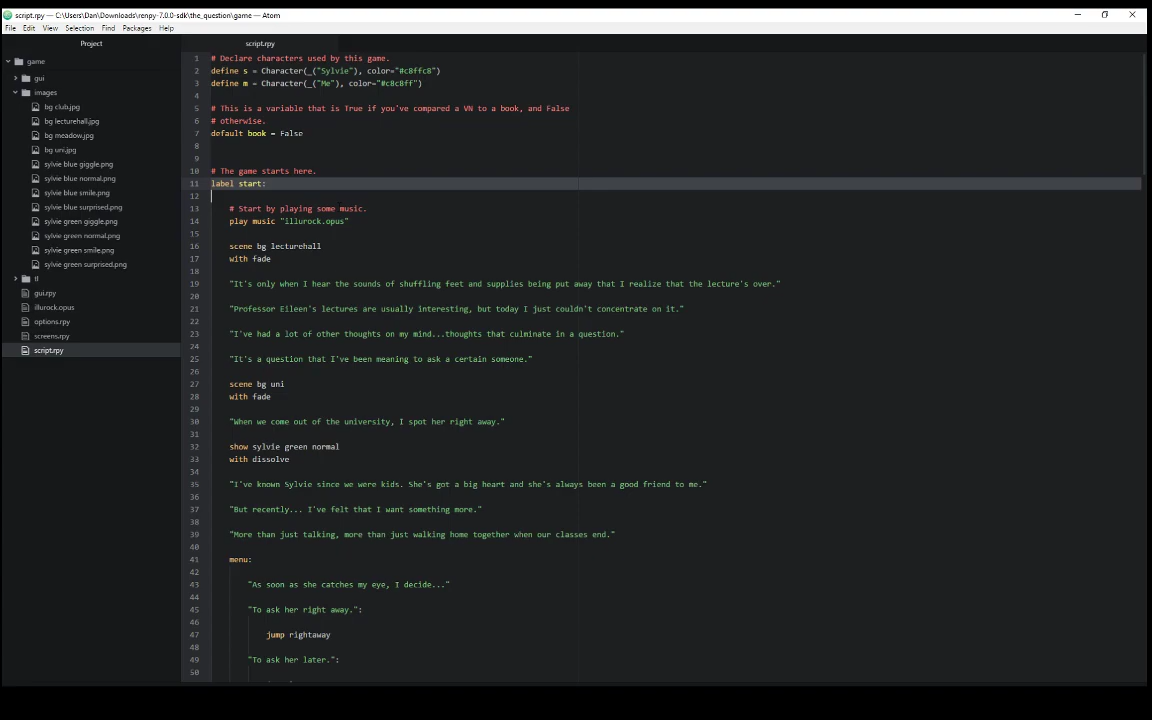 script.rpy — C:\Users\Dan\Downloads\renpy-7.0.0-sdk\the_question\game — Atom
File Edit View Selection Find Packages Help
Project
game
gui
images
bg club.jpg
bg lecturehall.jpg
bg meadow.jpg
bg uni.jpg
sylvie blue giggle.png
sylvie blue normal.png
sylvie blue smile.png
sylvie blue surprised.png
sylvie green giggle.png
sylvie green normal.png
sylvie green smile.png
sylvie green surprised.png
tl
gui.rpy
illurock.opus
options.rpy
screens.rpy
script.rpy
script.rpy
1 # Declare characters used by this game.
2 define s = Character(_("Sylvie"), color="#c8ffc8")
3 define m = Character(_("Me"), color="#c8c8ff")
4
5 # This is a variable that is True if you've compared a VN to a book, and False
6 # otherwise.
7 default book = False
8
9
10 # The game starts here.
11 label start:
12
13 # Start by playing some music.
14 play music "illurock.opus"
15
16 scene bg lecturehall
17 with fade
18
19 "It's only when I hear the sounds of shuffling feet and supplies being put away that I realize that the lecture's over."
20
21 "Professor Eileen's lectures are usually interesting, but today I just couldn't concentrate on it."
22
23 "I've had a lot of other thoughts on my mind...thoughts that culminate in a question."
24
25 "It's a question that I've been meaning to ask a certain someone."
26
27 scene bg uni
28 with fade
29
30 "When we come out of the university, I spot her right away."
31
32 show sylvie green normal
33 with dissolve
34
35 "I've known Sylvie since we were kids. She's got a big heart and she's always been a good friend to me."
36
37 "But recently... I've felt that I want something more."
38
39 "More than just talking, more than just walking home together when our classes end."
40
41 menu:
42
43 "As soon as she catches my eye, I decide..."
44
45 "To ask her right away.":
46
47 jump rightaway
48
49 "To ask her later.":
50